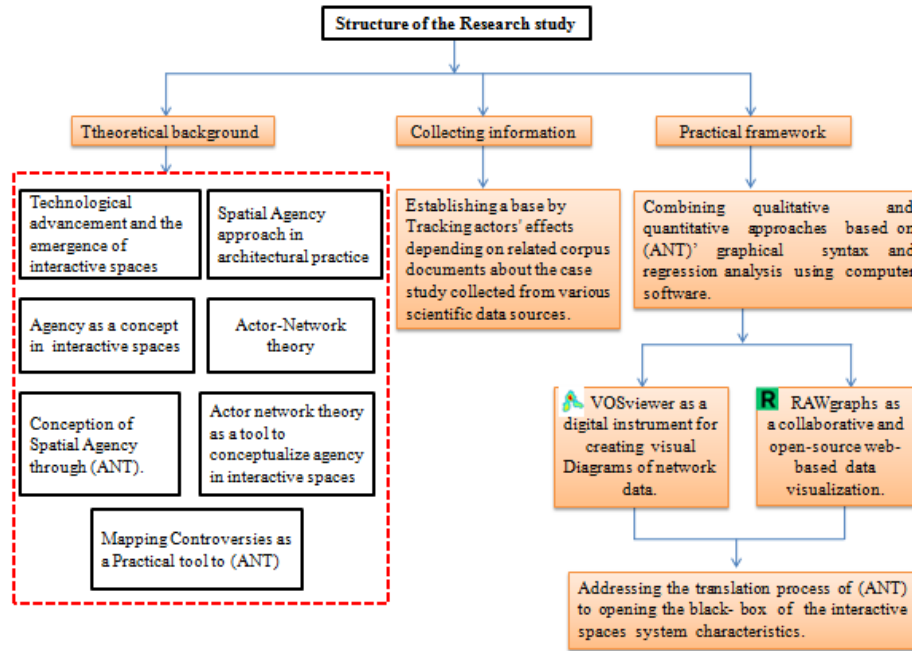 Structure of the Research study
Ttheoretical background
Collecting information
Practical framework
Technological
advancement and the
emergence of
interactive spaces
Spatial Agency
approach in
architectural practice
Agency as a concept
in interactive spaces
Actor-Network
theory
Conception of
Spatial Agency
through (ANT).
Actor network theory
as a tool to
conceptualize agency
in interactive spaces
Mapping Controversies as
a Practical tool to (ANT)
Establishing a base by
Tracking actors' effects
depending on related corpus
documents about the case
study collected from various
scientific data sources.
Combining qualitative and
quantitative approaches based on
(ANT)' graphical syntax and
regression analysis using computer
software.
VOSviewer as a
digital instrument for
creating visual
Diagrams of network
data.
R
RAWgraphs as
a collaborative and
open-source web-
based data
visualization.
Addressing the translation process of (ANT)
to opening the black- box of the interactive
spaces system characteristics.